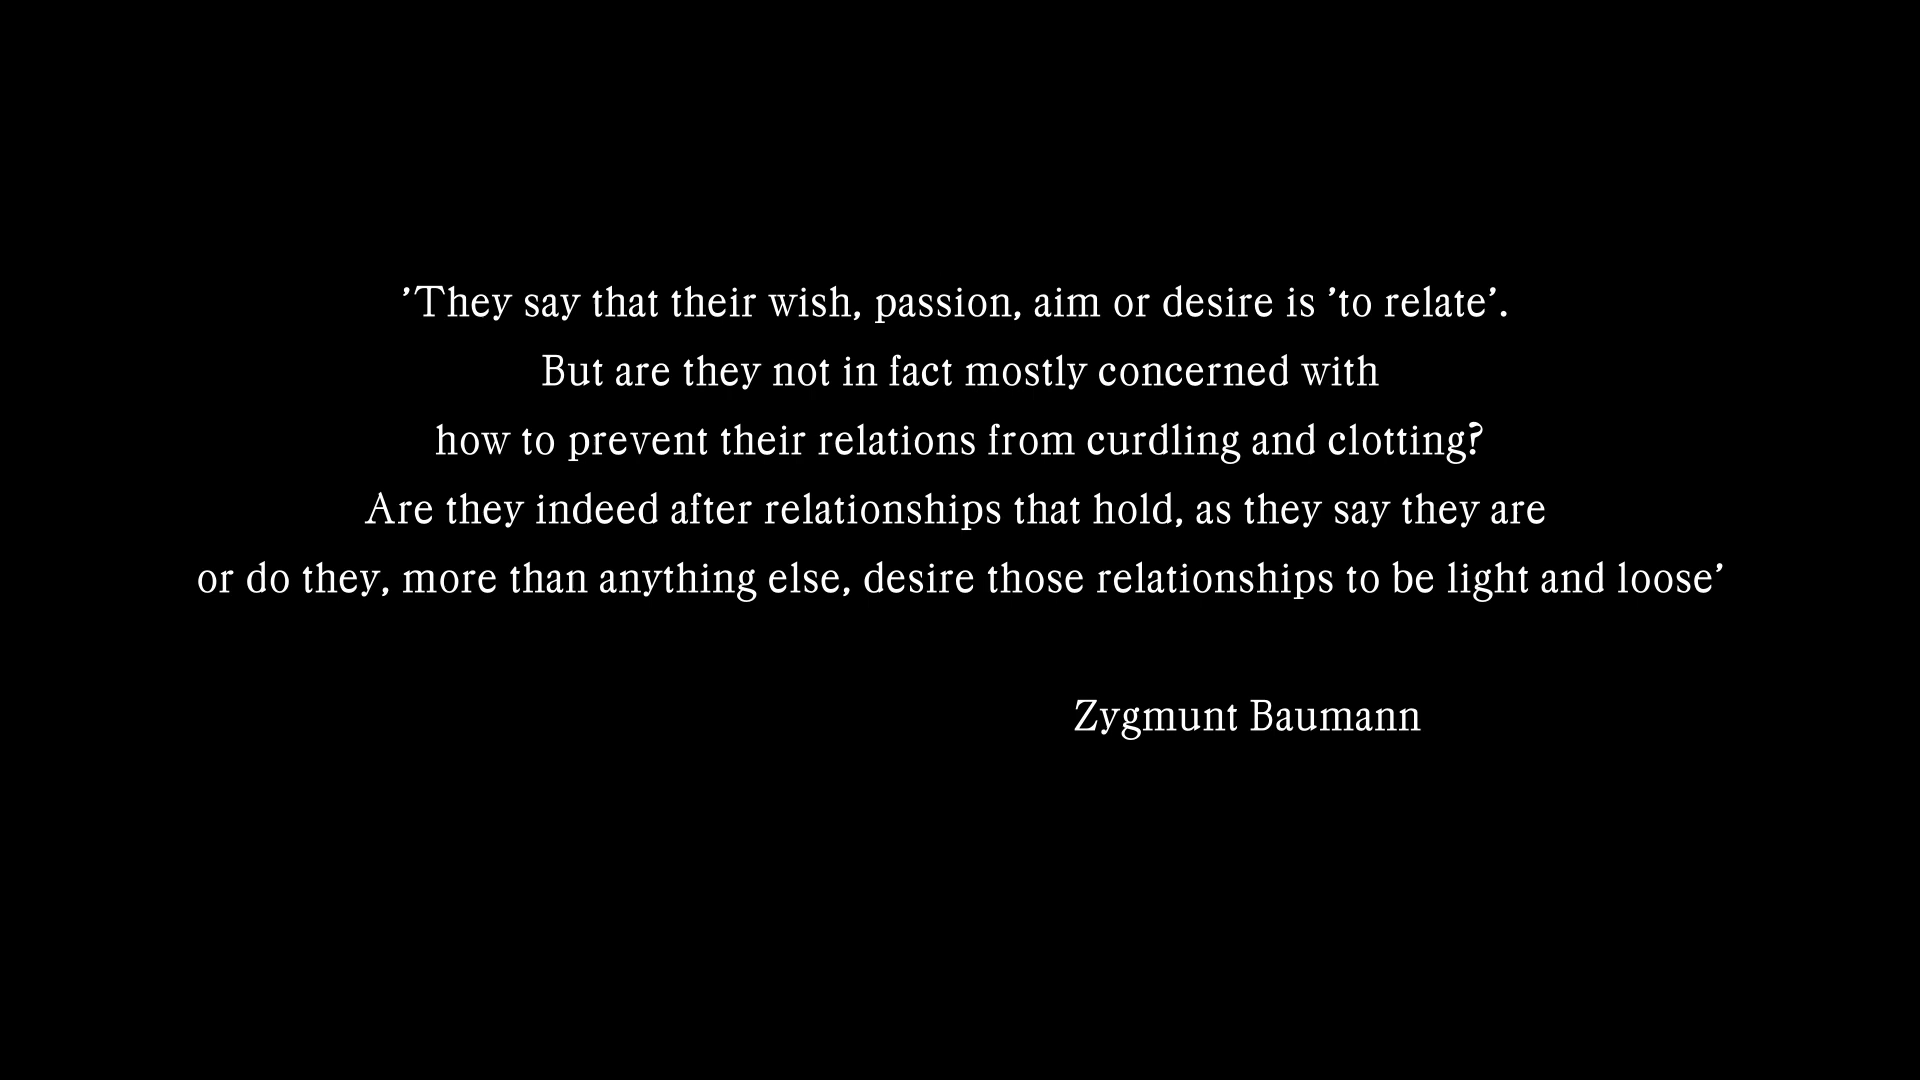 ’They say that their wish, passion, aim or desire is ’to relate’.
But are they not in fact mostly concerned with
how to prevent their relations from curdling and clotting?
Are they indeed after relationships that hold, as they say they are
or do they, more than anything else, desire those relationships to be light and loose’
Zygmunt Baumann